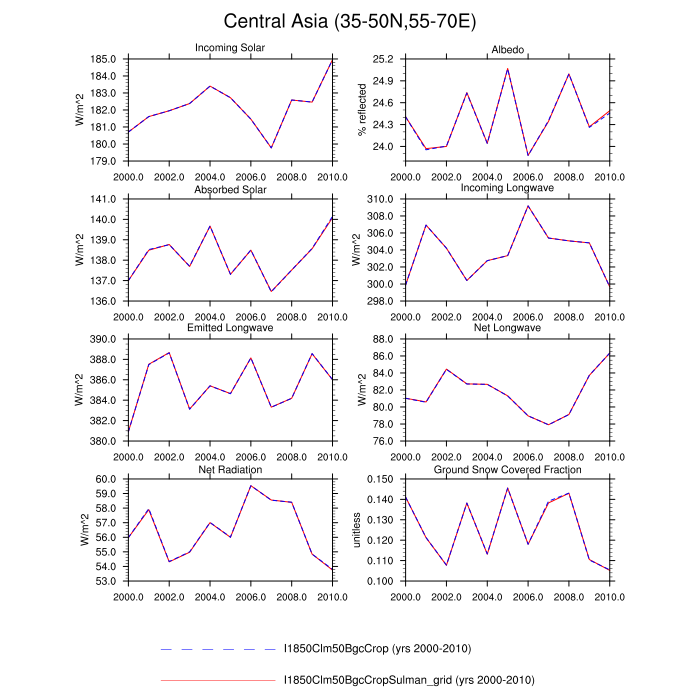 Central Asia (35-50N,55-70E)
Incoming Solar
W/m^2
185.0
184.0
183.0
182.0
181.0
180.0
179.0
2000.0 2002.0 2004.0 2006.0 2008.0 2010.0
Albedo
% reflected
25.2
24.9
24.6
24.3
24.0
2000.0 2002.0 2004.0 2006.0 2008.0 2010.0
Absorbed Solar
W/m^2
141.0
140.0
139.0
138.0
137.0
136.0
2000.0 2002.0 2004.0 2006.0 2008.0 2010.0
Incoming Longwave
W/m^2
310.0
308.0
306.0
304.0
302.0
300.0
298.0
2000.0 2002.0 2004.0 2006.0 2008.0 2010.0
Emitted Longwave
W/m^2
390.0
388.0
386.0
384.0
382.0
380.0
2000.0 2002.0 2004.0 2006.0 2008.0 2010.0
Net Longwave
W/m^2
88.0
86.0
84.0
82.0
80.0
78.0
76.0
2000.0 2002.0 2004.0 2006.0 2008.0 2010.0
Net Radiation
W/m^2
60.0
59.0
58.0
57.0
56.0
55.0
54.0
53.0
2000.0 2002.0 2004.0 2006.0 2008.0 2010.0
Ground Snow Covered Fraction
unitless
0.150
0.140
0.130
0.120
0.110
0.100
2000.0 2002.0 2004.0 2006.0 2008.0 2010.0
I1850Clm50BgcCrop (yrs 2000-2010)
I1850Clm50BgcCropSulman_grid (yrs 2000-2010)